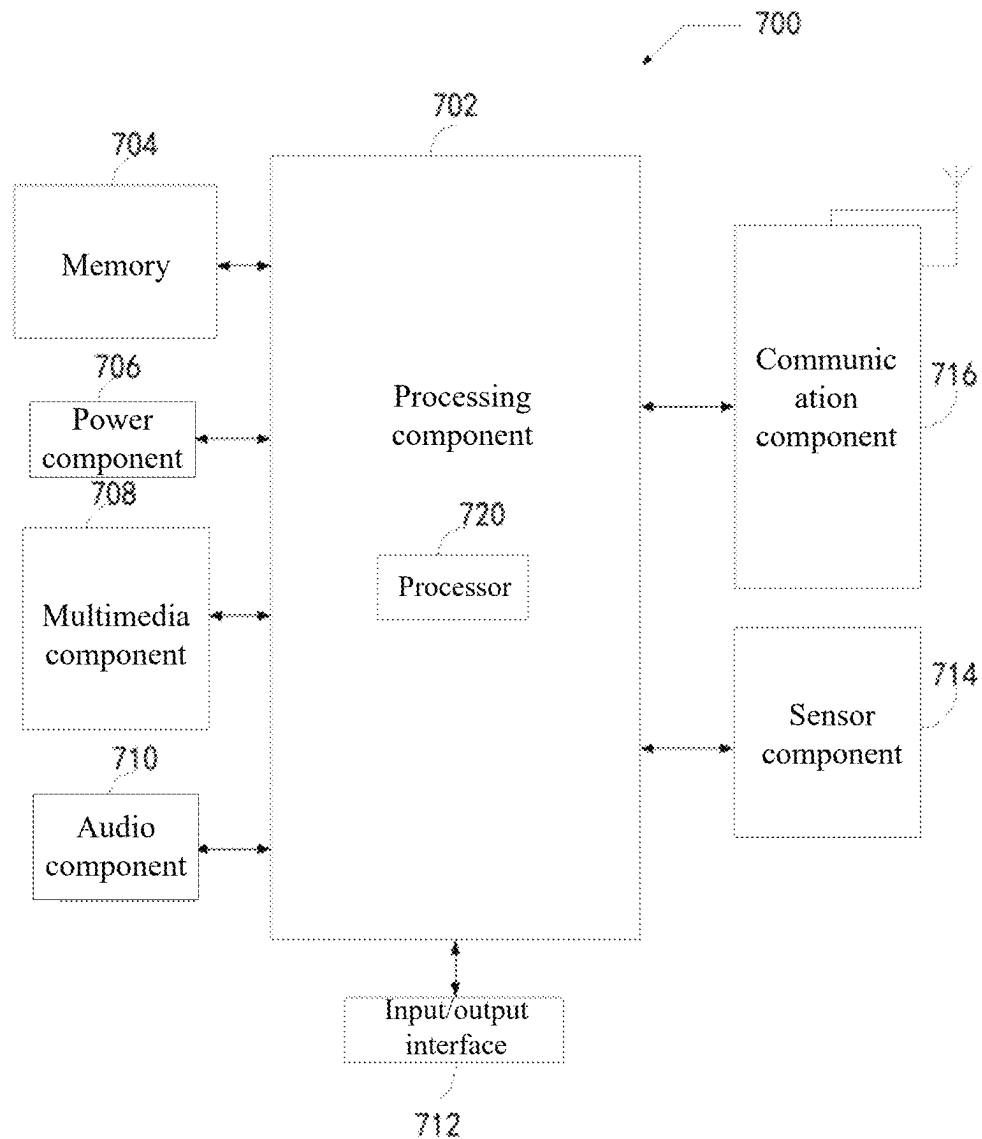 700
702
704
Memory
706
Power
component
708
Multimedia
component
710
Audio
component
Processing
component
720
Processor
Communic
ation
component
716
714
Sensor
component
Input/output
interface
712